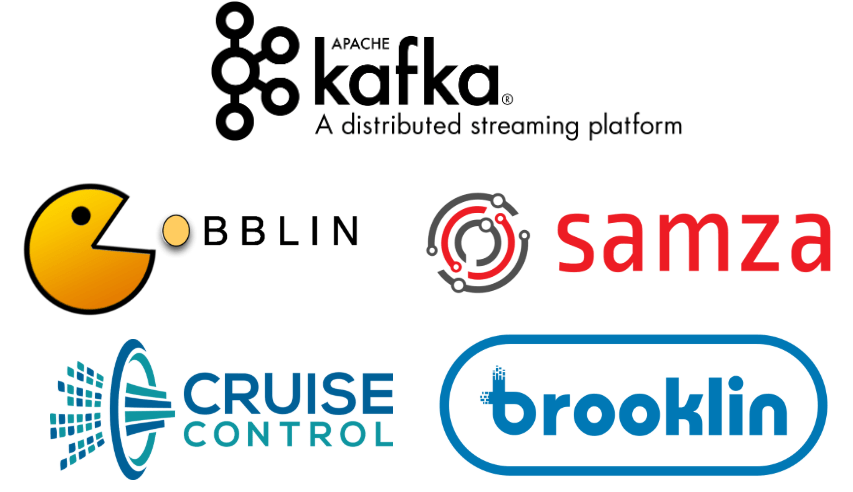 APACHE
kafka®
A distributed streaming platform
BBLIN
samza
CRUISE
CONTROL
brooklin